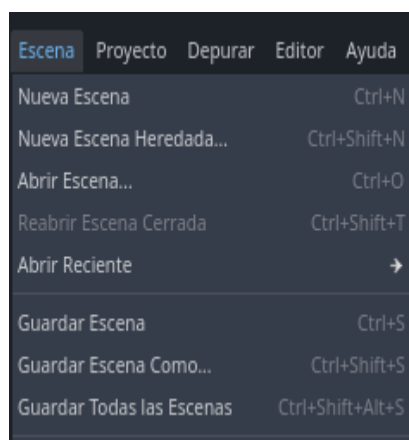 Escena Proyecto Depurar Editor Ayuda
Nueva Escena Ctrl+N
Nueva Escena Heredada... Ctrl+Shift+N
Abrir Escena... Ctrl+O
Reabrir Escena Cerrada Ctrl+Shift+T
Abrir Reciente
Guardar Escena Ctrl+S
Guardar Escena Como... Ctrl+Shift+S
Guardar Todas las Escenas Ctrl+Shift+Alt+S